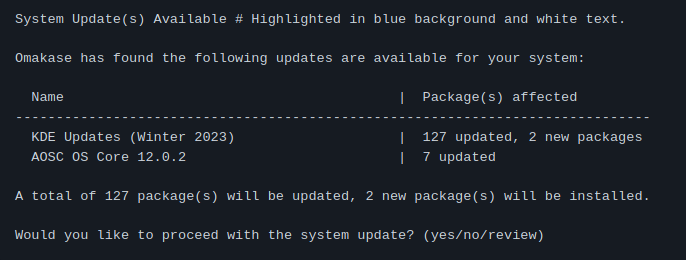 System Update(s) Available # Highlighted in blue background and white text.
Omakase has found the following updates are available for your system:
Name | Package(s) affected
--------------------------------------------------------------------------------
KDE Updates (Winter 2023) | 127 updated, 2 new packages
AOSC OS Core 12.0.2 | 7 updated
A total of 127 package(s) will be updated, 2 new package(s) will be installed.
Would you like to proceed with the system update? (yes/no/review)